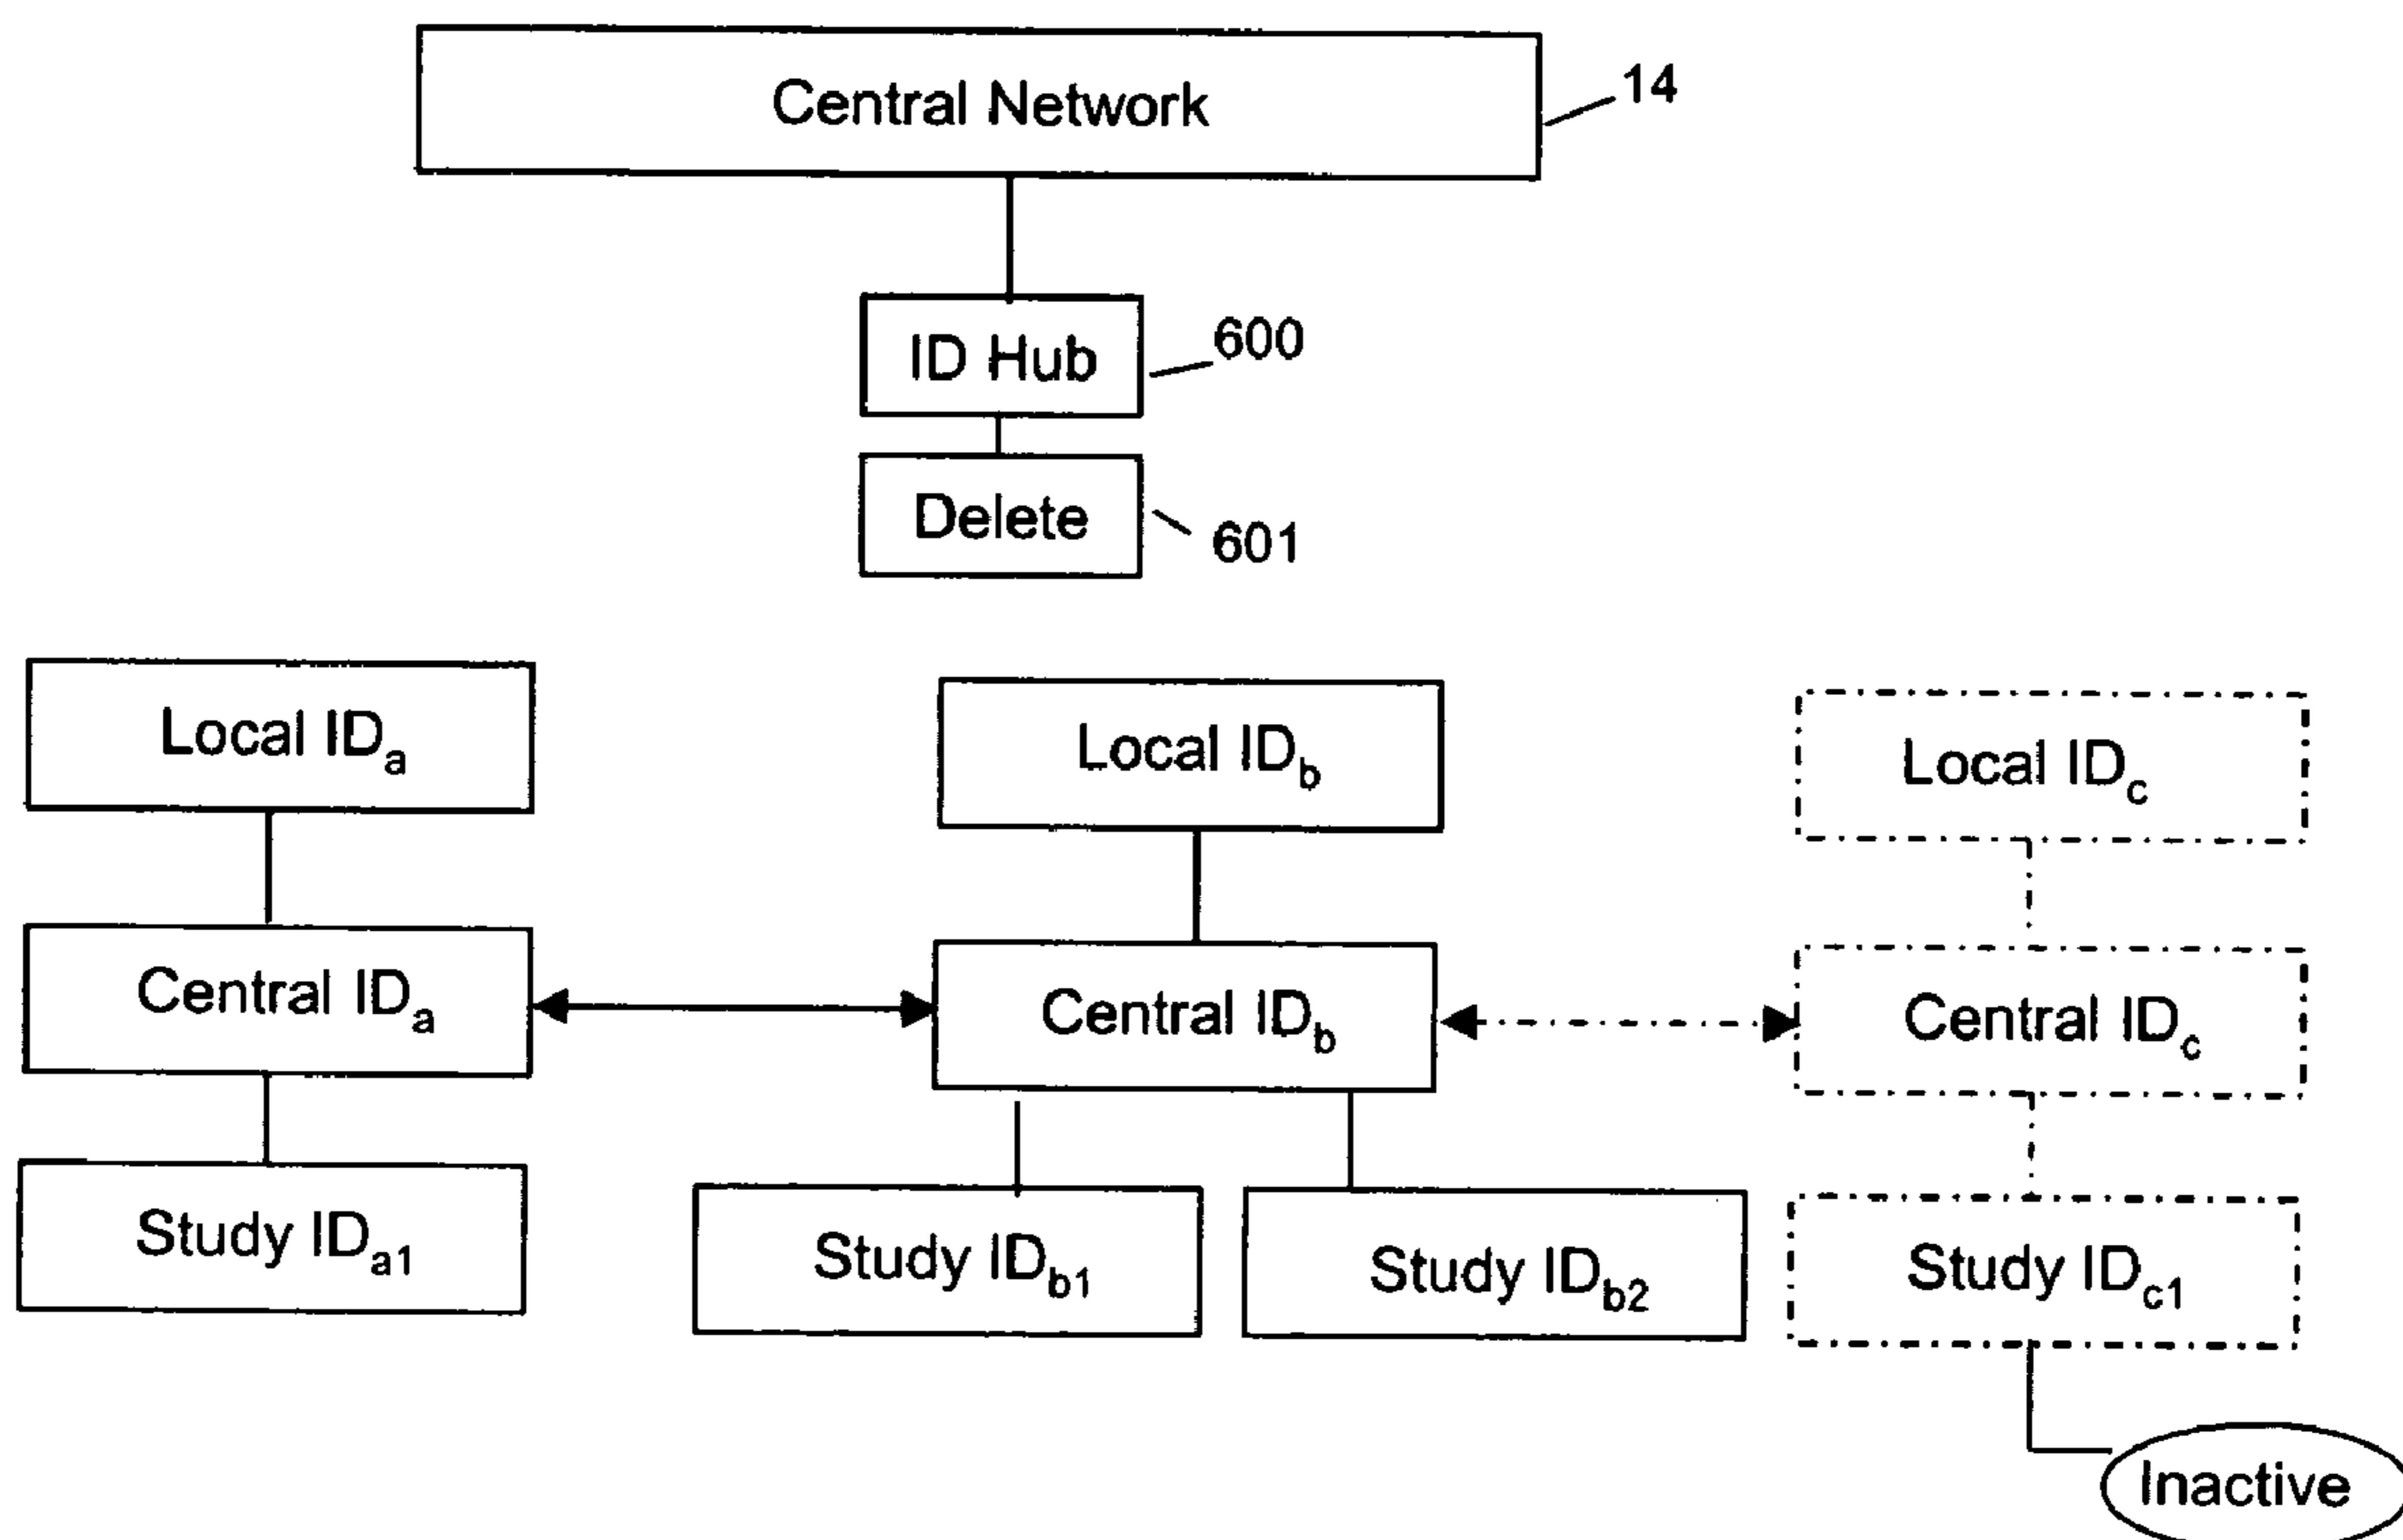 Central Network
14
ID Hub
600
Delete
601
Local IDa
Local IDb
Local IDc
Central IDa
Central IDb
Central IDc
Study IDa1
Study IDb1
Study IDb2
Study IDc1
Inactive